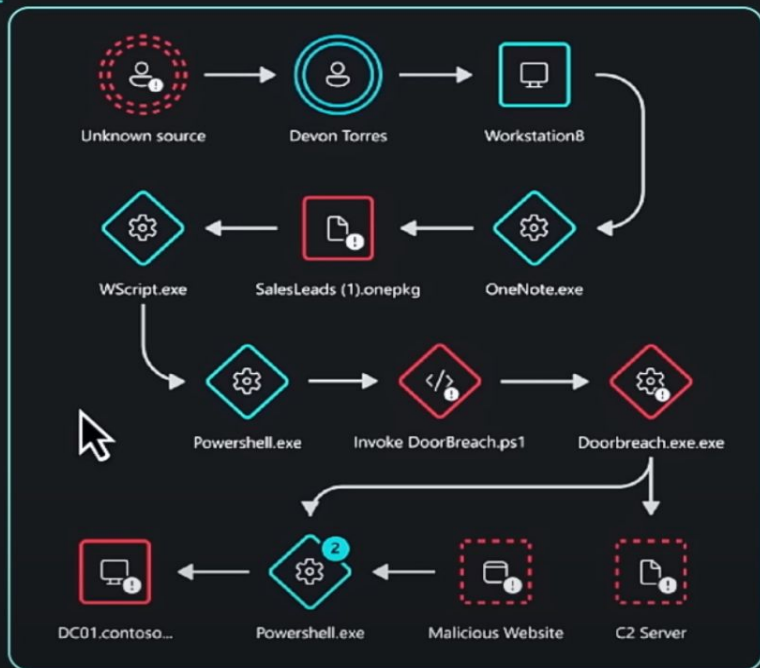 Unknown source
Devon Torres
Workstation8
WScript.exe
SalesLeads (1).onepkg
OneNote.exe
Powershell.exe
Invoke DoorBreach.ps1
Doorbreach.exe.exe
2
DC01.contoso...
Powershell.exe
Malicious Website
C2 Server